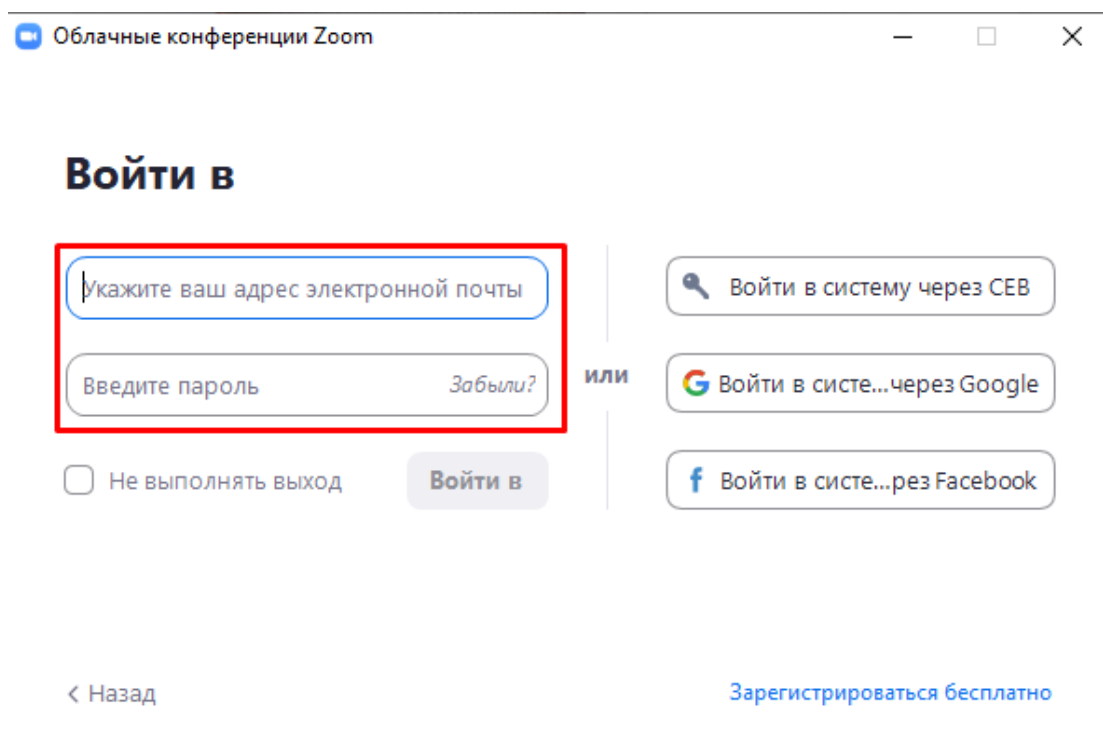 Облачные конференции Zoom
Войти в
Укажите ваш адрес электронной почты
Введите пароль
Забыли?
Не выполнять выход
Войти в
или
Войти в систему через СЕВ
Войти в систе...через Google
Войти в систе...рез Facebook
Назад
Зарегистрироваться бесплатно